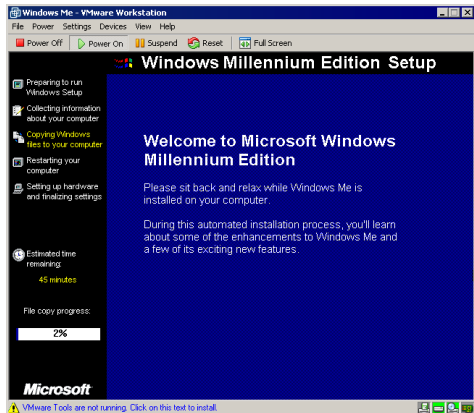 Windows Me - VMware Workstation
File Power Settings Devices View Help
Power Off Power On Suspend Reset Full Screen
Windows Millennium Edition Setup
Preparing to run
Windows Setup
Collecting information
about your computer
Copying Windows
files to your computer
Restarting your
computer
Setting up hardware
and finalizing settings
Welcome to Microsoft Windows
Millennium Edition
Please sit back and relax while Windows Me is
installed on your computer.
During this automated installation process, you'll learn
about some of the enhancements to Windows Me and
a few of its exciting new features.
Estimated time
remaining:
45 minutes
File copy progress:
2%
Microsoft
VMware Tools are not running. Click on this text to install.